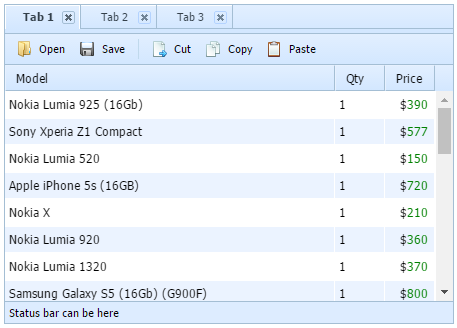 Tab 1 Tab 2 Tab 3
Open Save Cut Copy Paste
Model Qty Price
Nokia Lumia 925 (16Gb) 1 $390
Sony Xperia Z1 Compact 1 $577
Nokia Lumia 520 1 $150
Apple iPhone 5s (16GB) 1 $720
Nokia X 1 $210
Nokia Lumia 920 1 $360
Nokia Lumia 1320 1 $370
Samsung Galaxy S5 (16Gb) (G900F) 1 $800
Status bar can be here